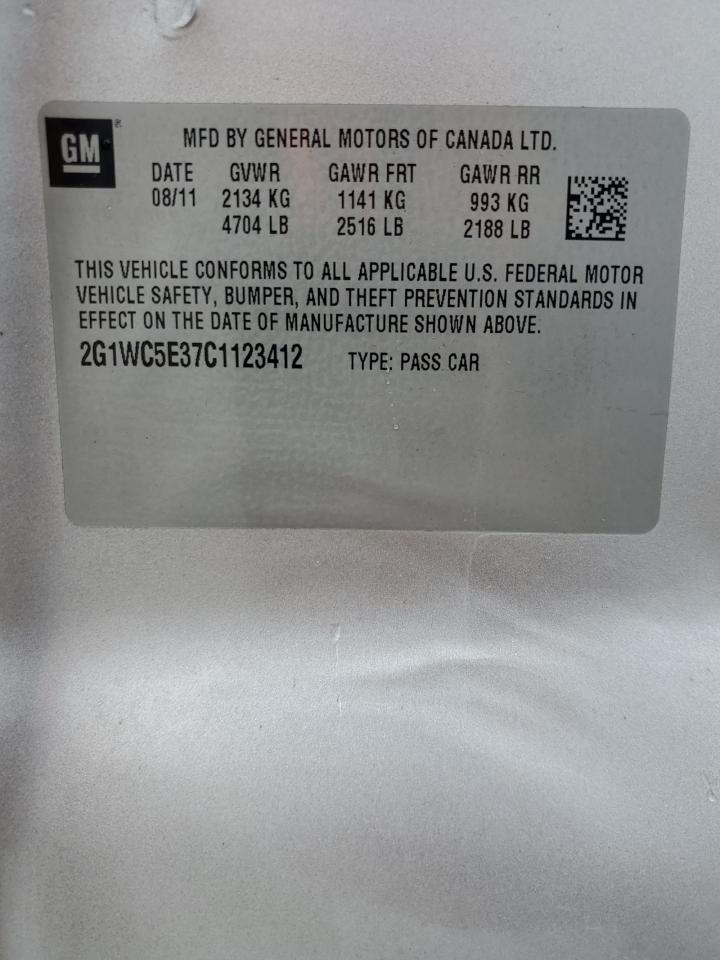 GM
MFD BY GENERAL MOTORS OF CANADA LTD.
DATE GVWR GAWR FRT GAWR RR
08/11 2134 KG 1141 KG 993 KG
4704 LB 2516 LB 2188 LB
THIS VEHICLE CONFORMS TO ALL APPLICABLE U.S. FEDERAL MOTOR
VEHICLE SAFETY, BUMPER, AND THEFT PREVENTION STANDARDS IN
EFFECT ON THE DATE OF MANUFACTURE SHOWN ABOVE.
2G1WC5E37C1123412 TYPE: PASS CAR